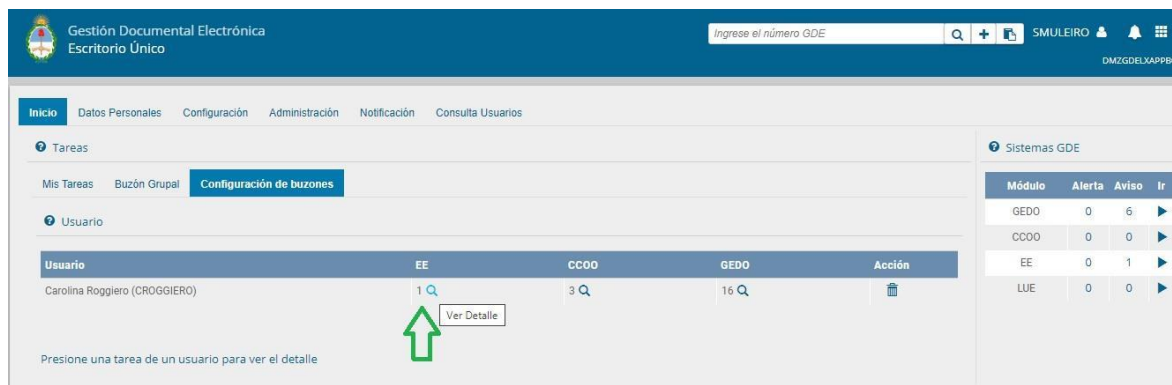 Gestión Documental Electrónica
Escritorio Único
Ingrese el número GDE
SMULEIRO
DMZGDELXAPPB
Inicio Datos Personales Configuración Administración Notificación Consulta Usuarios
Tareas
Mis Tareas Buzón Grupal Configuración de buzones
Usuario
Usuario EE CCOO GEDO Acción
Carolina Roggiero (CROGGIERO) 1 3 16
Ver Detalle
Presione una tarea de un usuario para ver el detalle
Sistemas GDE
Módulo Alerta Aviso Ir
GEDO 0 6
CCOO 0 0
EE 0 1
LUE 0 0